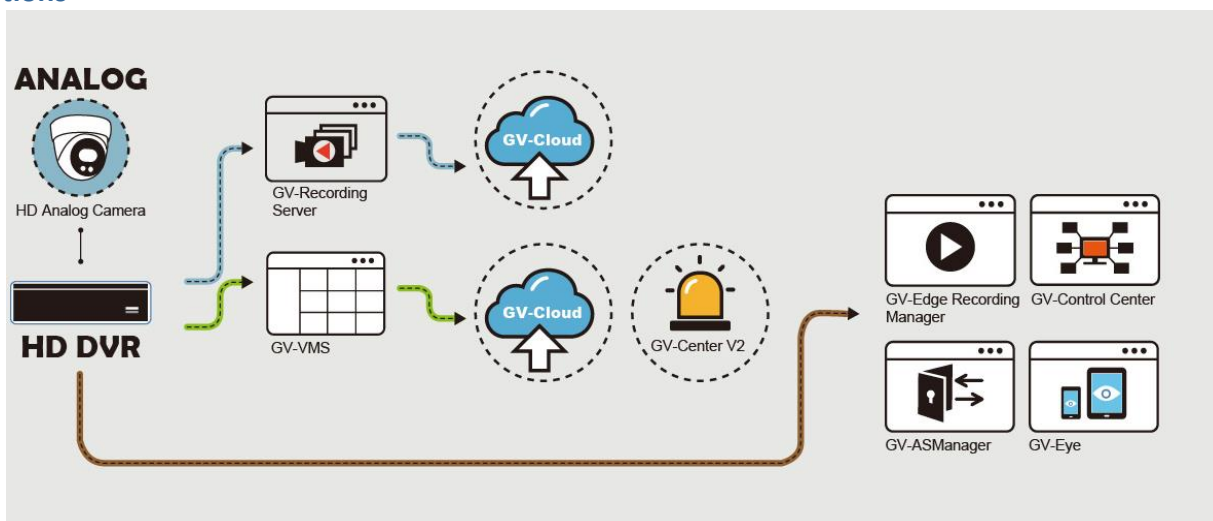 ANALOG
HD Analog Camera
HD DVR
GV-Recording
Server
GV-VMS
GV-Cloud
GV-Cloud
GV-Center V2
GV-Edge Recording
Manager
GV-Control Center
GV-ASManager
GV-Eye